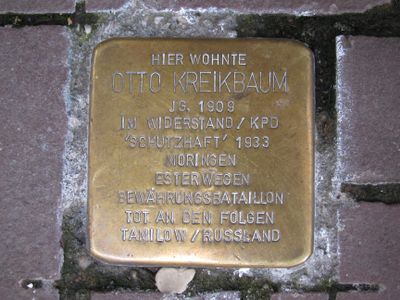 HIER WOHNTE
OTTO KREIKBAUM
JG. 1909
IM WIDERSTAND / KPD
'SCHUTZHAFT' 1933
MORINGEN
ESTERWEGEN
BEWÄHRUNGSBATAILLON
TOT AN DEN FOLGEN
TAMILOW / RUSSLAND